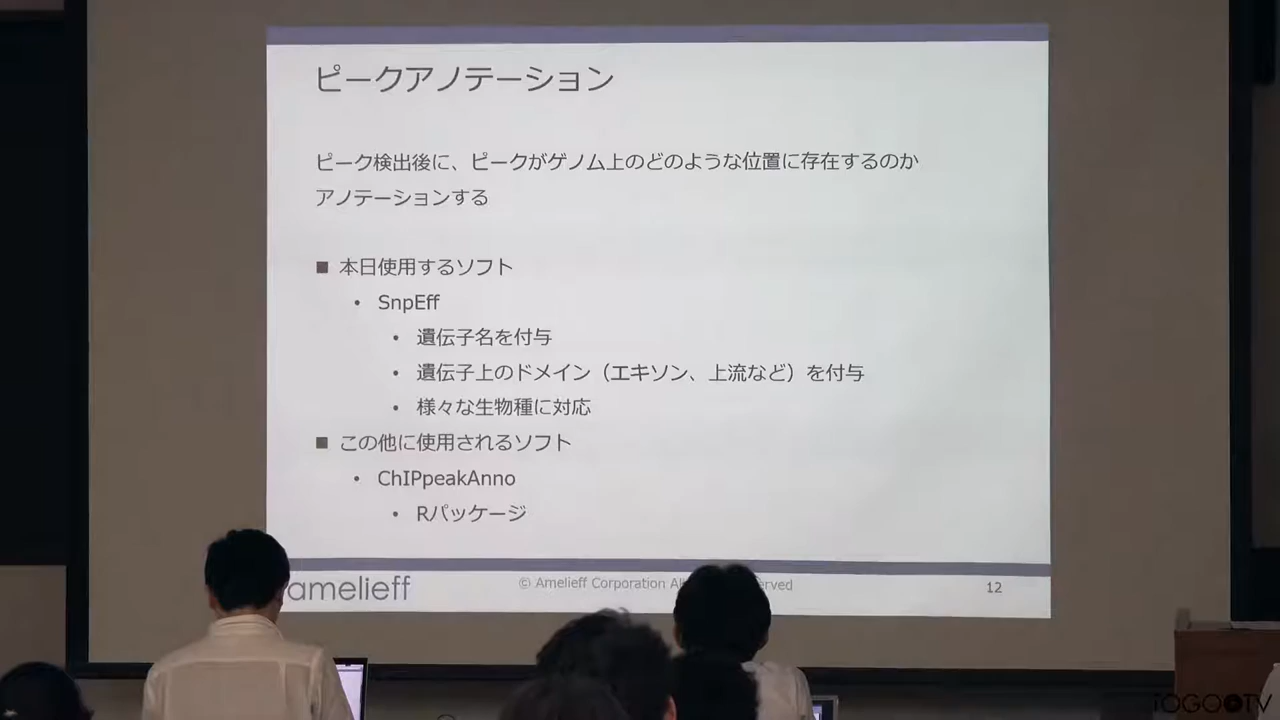 ピークアノテーション
ピーク検出後に、ピークがゲノム上のどのような位置に存在するのか
アノテーションする
■ 本日使用するソフト
• SnpEff
• 遺伝子名を付与
• 遺伝子上のドメイン（エキソン、上流など）を付与
• 様々な生物種に対応
■ この他に使用されるソフト
• ChIPpeakAnno
• Rパッケージ
amelieff
© Amelieff Corporation
12
TOGOTV